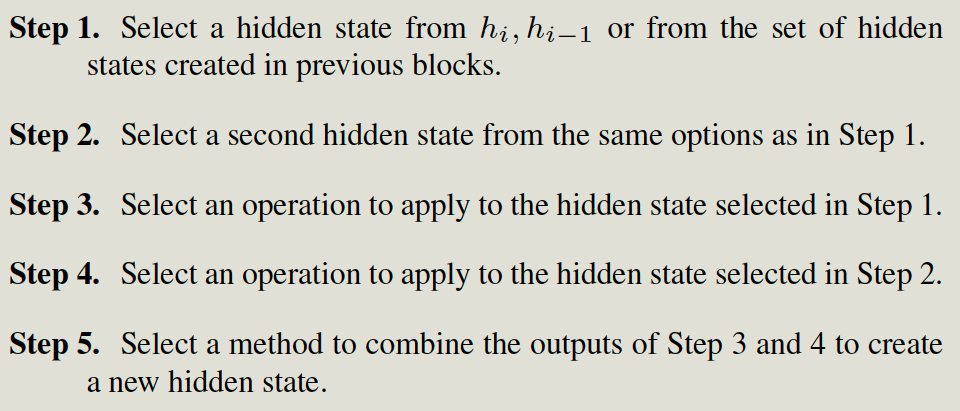 Step 1. Select a hidden state from hᵢ, hᵢ₋₁ or from the set of hidden
states created in previous blocks.
Step 2. Select a second hidden state from the same options as in Step 1.
Step 3. Select an operation to apply to the hidden state selected in Step 1.
Step 4. Select an operation to apply to the hidden state selected in Step 2.
Step 5. Select a method to combine the outputs of Step 3 and 4 to create
a new hidden state.